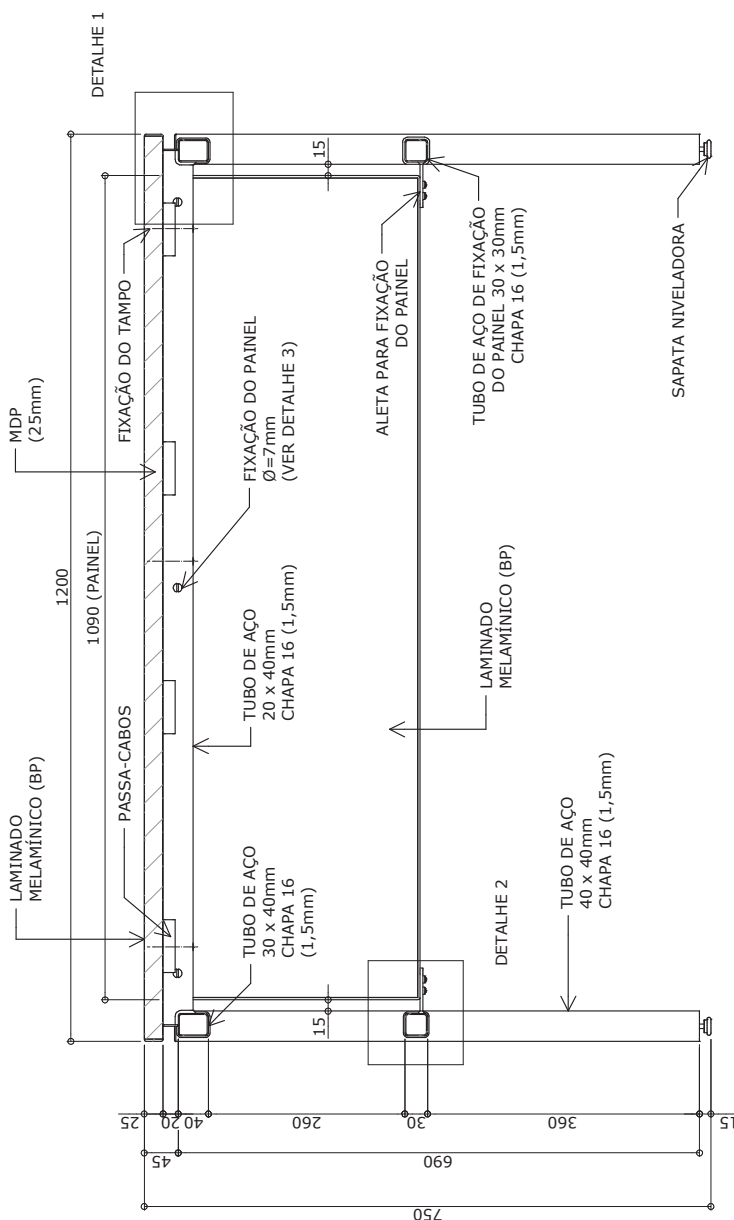 DETALHE 1
1200
1090 (PAINEL)
LAMINADO
MELAMÍNICO (BP)
PASSA-CABOS
MDP
(25mm)
FIXAÇÃO DO TAMPO
TUBO DE AÇO
30 x 40mm
CHAPA 16
(1,5mm)
TUBO DE AÇO
20 x 40mm
CHAPA 16 (1,5mm)
FIXAÇÃO DO PAINEL
Ø=7mm
(VER DETALHE 3)
15
15
ALETA PARA FIXAÇÃO
DO PAINEL
LAMINADO
MELAMÍNICO (BP)
TUBO DE AÇO DE FIXAÇÃO
DO PAINEL 30 x 30mm
CHAPA 16 (1,5mm)
DETALHE 2
TUBO DE AÇO
40 x 40mm
CHAPA 16 (1,5mm)
SAPATA NIVELADORA
25
20
40
260
30
360
15
45
690
750